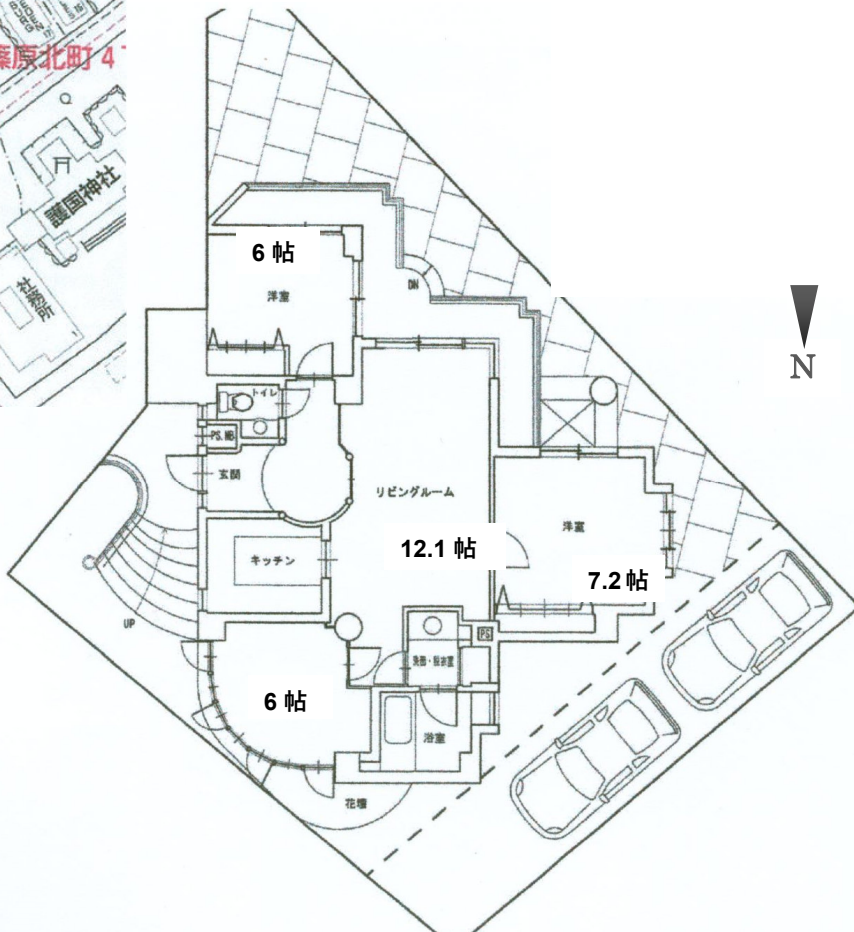 篠原北町 4
護国神社
社務所
6 帖
洋室
DN
トイレ
PS.MB
玄関
リビングルーム
洋室
12.1 帖
キッチン
7.2 帖
UP
PS
洗面・脱衣室
6 帖
浴室
花壇
N